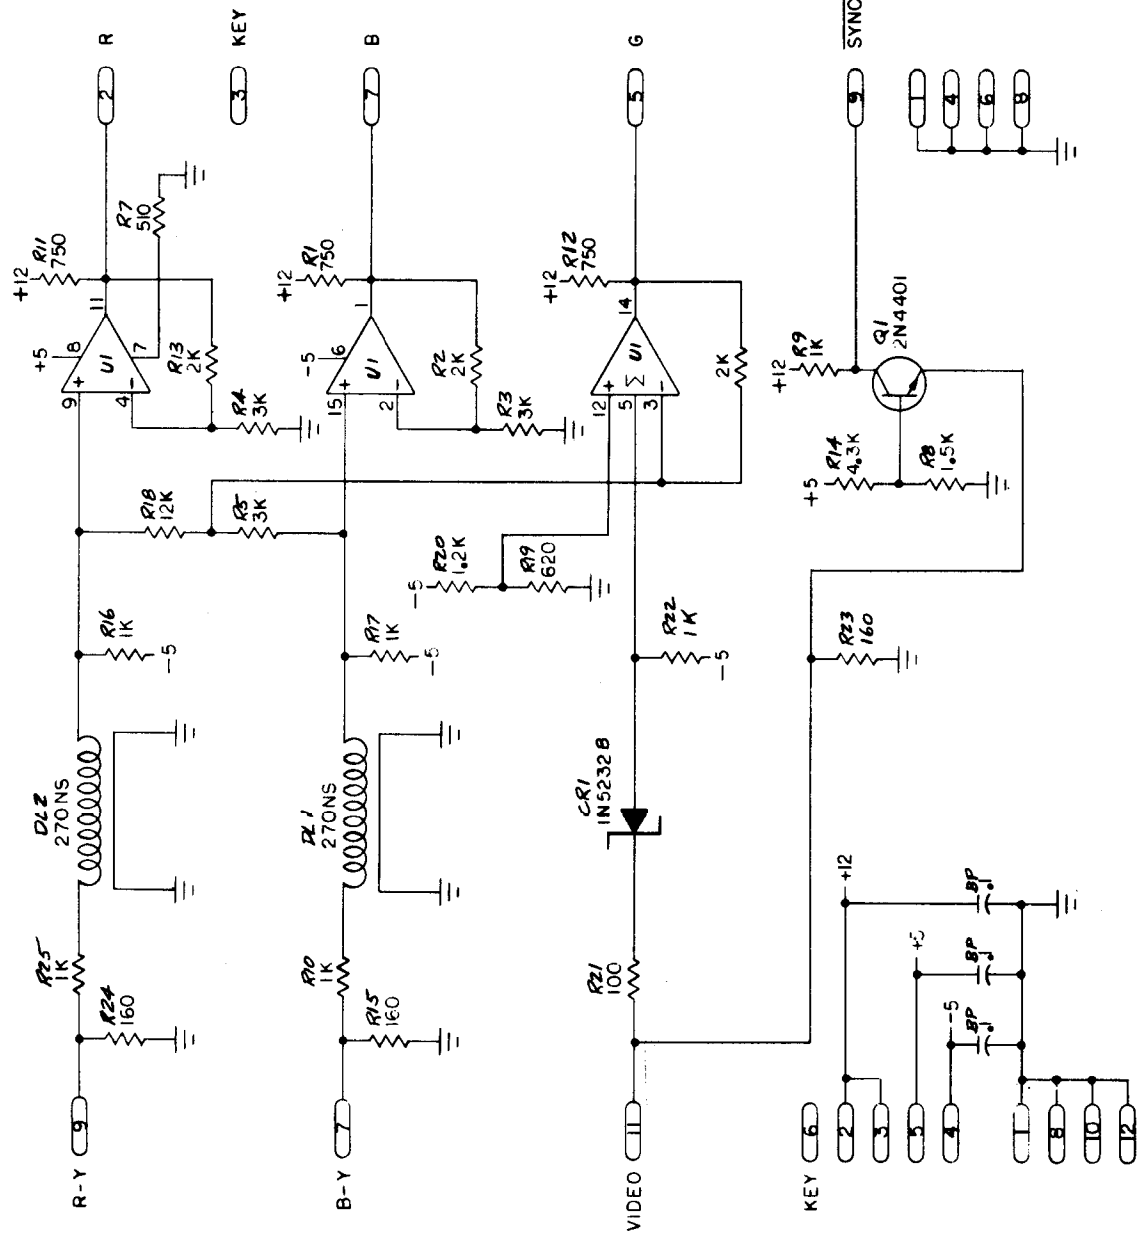 R-Y
9
R24
160
R25
1K
DL2
270NS
R16
1K
-5
R18
12K
R5
3K
+5
8
9
+
4
-
U1
11
7
+12
R11
750
R7
510
R13
2K
R4
3K
2
R
3
KEY
B-Y
7
R15
160
R10
1K
DL1
270NS
R17
1K
-5
-5
6
15
+
2
-
U1
1
+12
R1
750
R2
2K
R3
3K
7
B
VIDEO
11
R21
100
CR1
1N5232B
R22
1K
-5
-5
R20
1.2K
R19
620
12
+
5
Σ
3
-
U1
14
+12
R12
750
2K
5
G
R23
160
+5
R14
4.3K
R8
1.5K
+12
R9
1K
Q1
2N4401
9
SYNC
1
4
6
8
KEY
6
2
3
5
4
1
8
10
12
+12
+5
-5
BP
.1
BP
.1
BP
.1